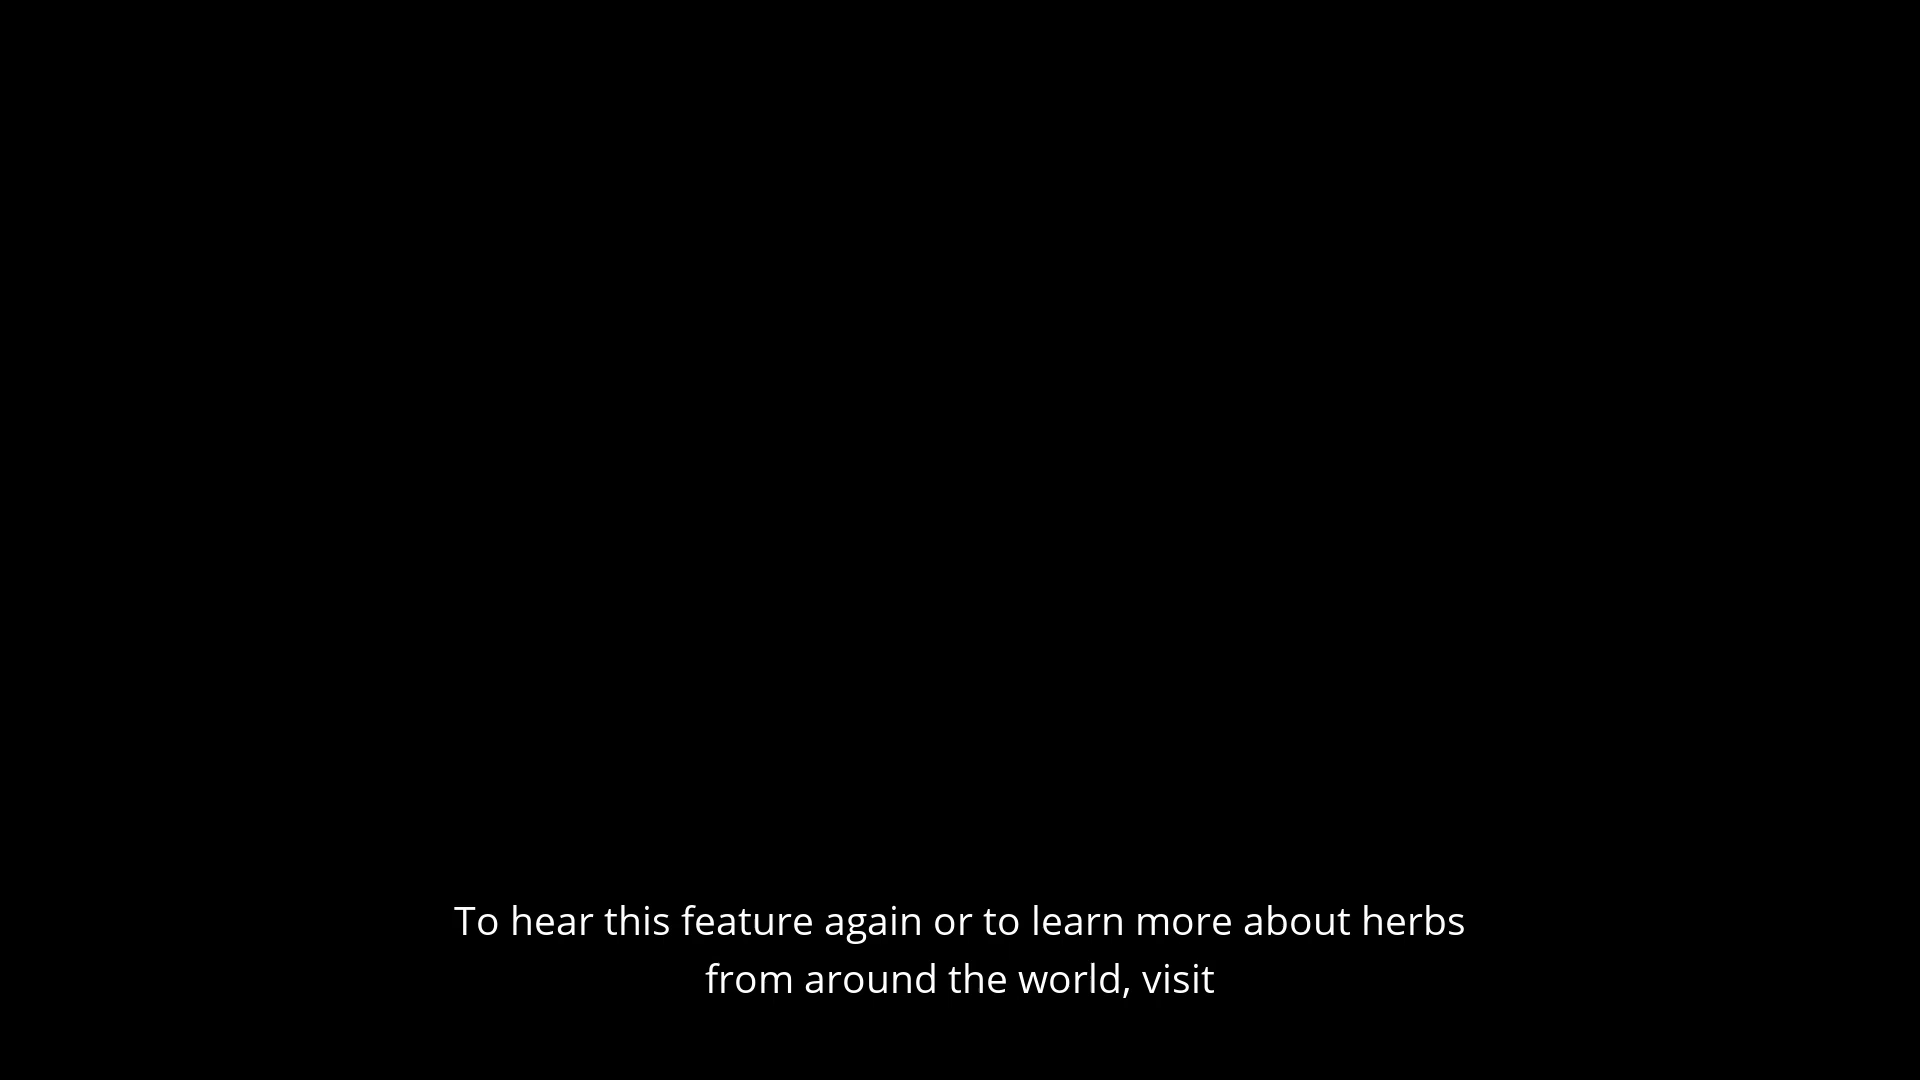 To hear this feature again or to learn more about herbs
from around the world, visit